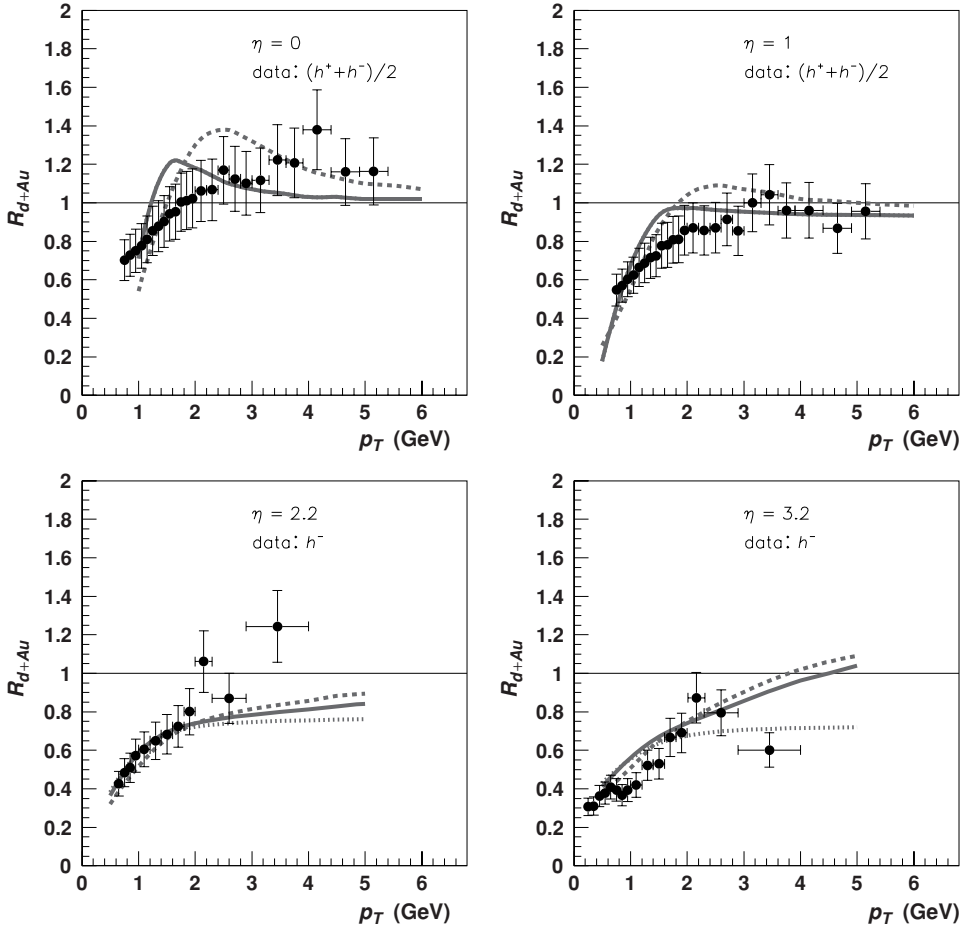 2
1.8
1.6
1.4
1.2
1
0.8
0.6
0.4
0.2
0
R_{d+Au}
η = 0
data: (h⁺+h⁻)/2
0 1 2 3 4 5 6
p_T (GeV)
2
1.8
1.6
1.4
1.2
1
0.8
0.6
0.4
0.2
0
R_{d+Au}
η = 1
data: (h⁺+h⁻)/2
0 1 2 3 4 5 6
p_T (GeV)
2
1.8
1.6
1.4
1.2
1
0.8
0.6
0.4
0.2
0
R_{d+Au}
η = 2.2
data: h⁻
0 1 2 3 4 5 6
p_T (GeV)
2
1.8
1.6
1.4
1.2
1
0.8
0.6
0.4
0.2
0
R_{d+Au}
η = 3.2
data: h⁻
0 1 2 3 4 5 6
p_T (GeV)